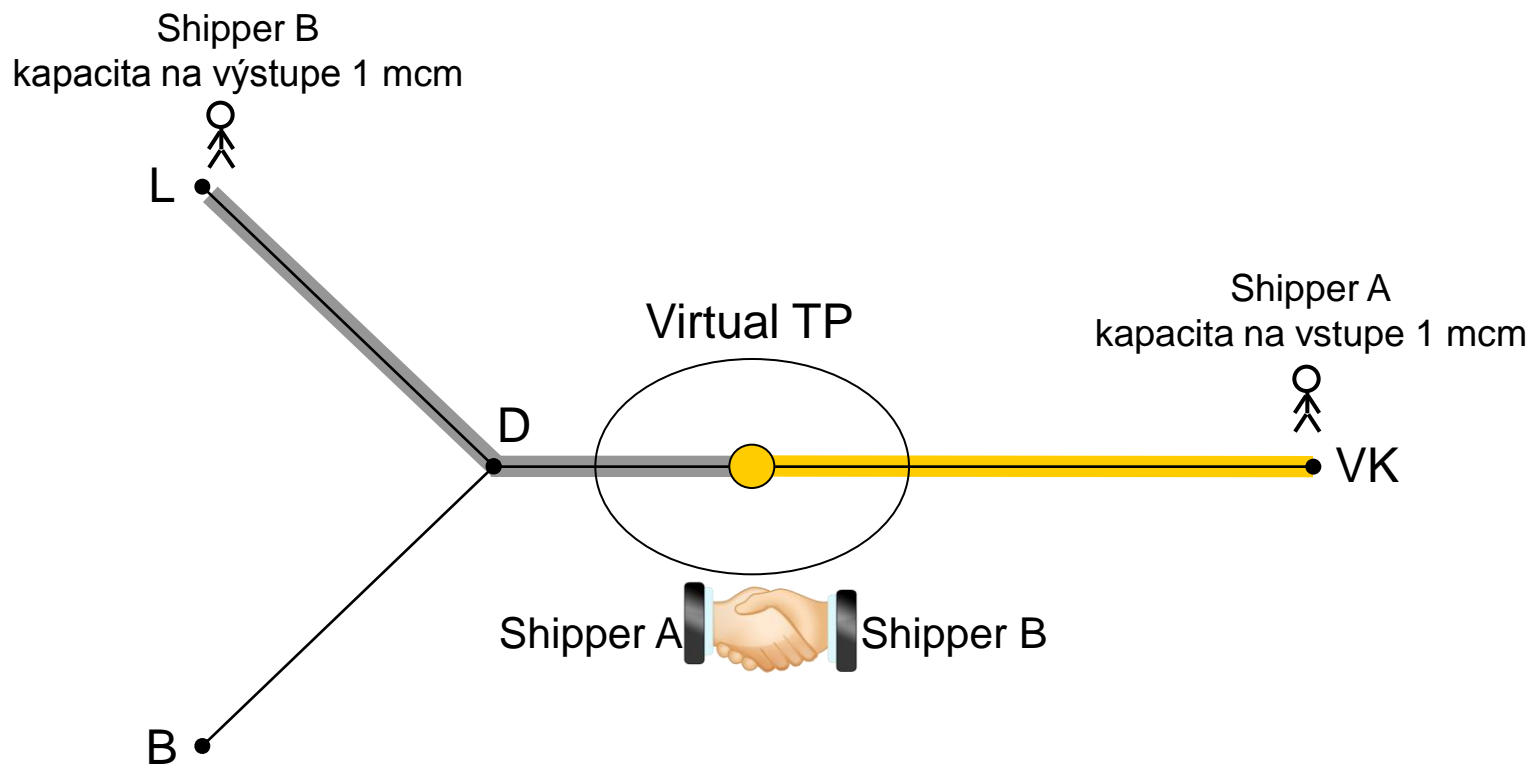 Shipper B
kapacita na výstupe 1 mcm
L
Shipper A
kapacita na vstupe 1 mcm
Virtual TP
D
VK
Shipper A
Shipper B
B